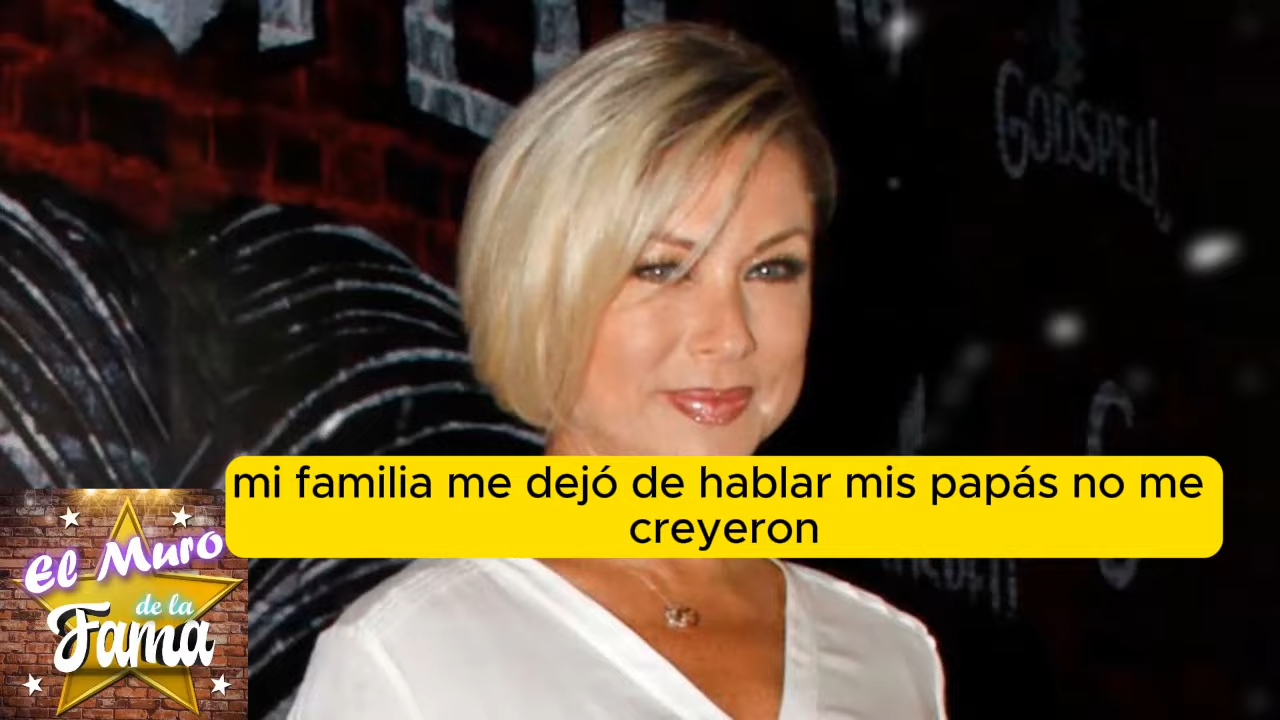 GODSPELL
mi familia me dejó de hablar mis papás no me
creyeron
El Muro
de la
Fama